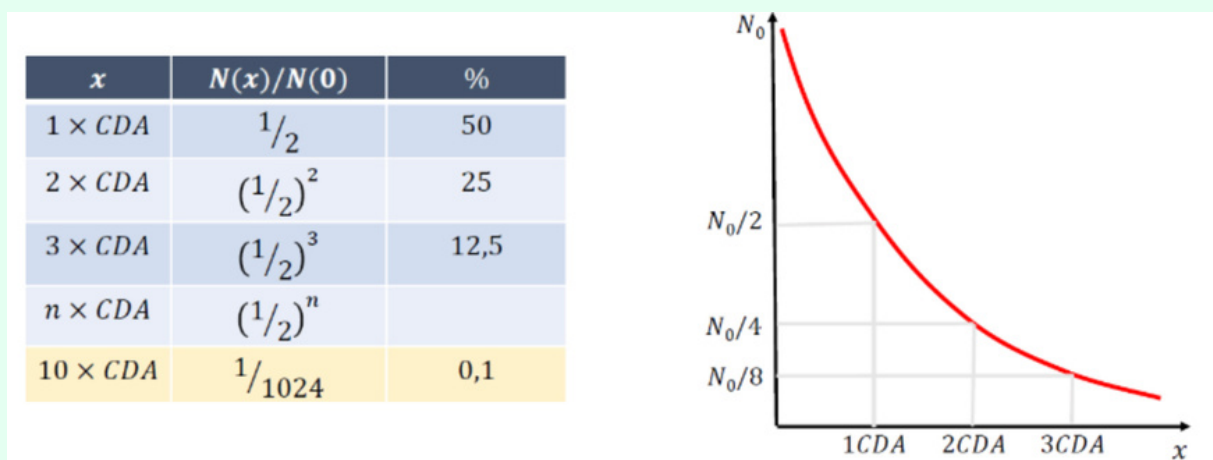 x N(x)/N(0) %
1 × CDA 1/2 50
2 × CDA (1/2)^2 25
3 × CDA (1/2)^3 12,5
n × CDA (1/2)^n
10 × CDA 1/1024 0,1
N₀
N₀/2
N₀/4
N₀/8
1CDA 2CDA 3CDA x